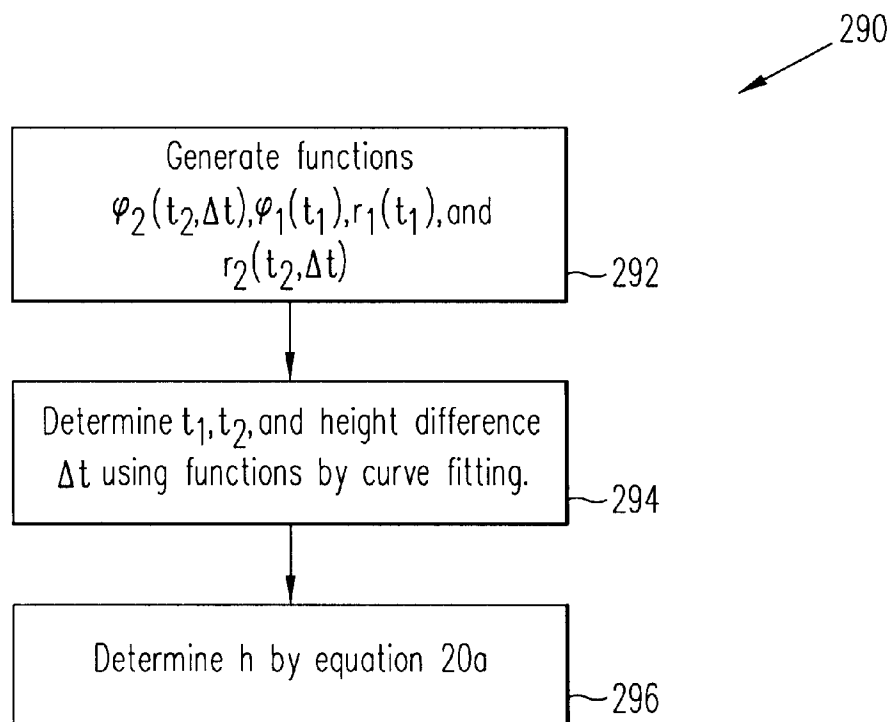 290
Generate functions
φ₂(t₂,Δt),φ₁(t₁),r₁(t₁),and
r₂(t₂,Δt)
292
Determine t₁,t₂,and height difference
Δt using functions by curve fitting.
294
Determine h by equation 20a
296